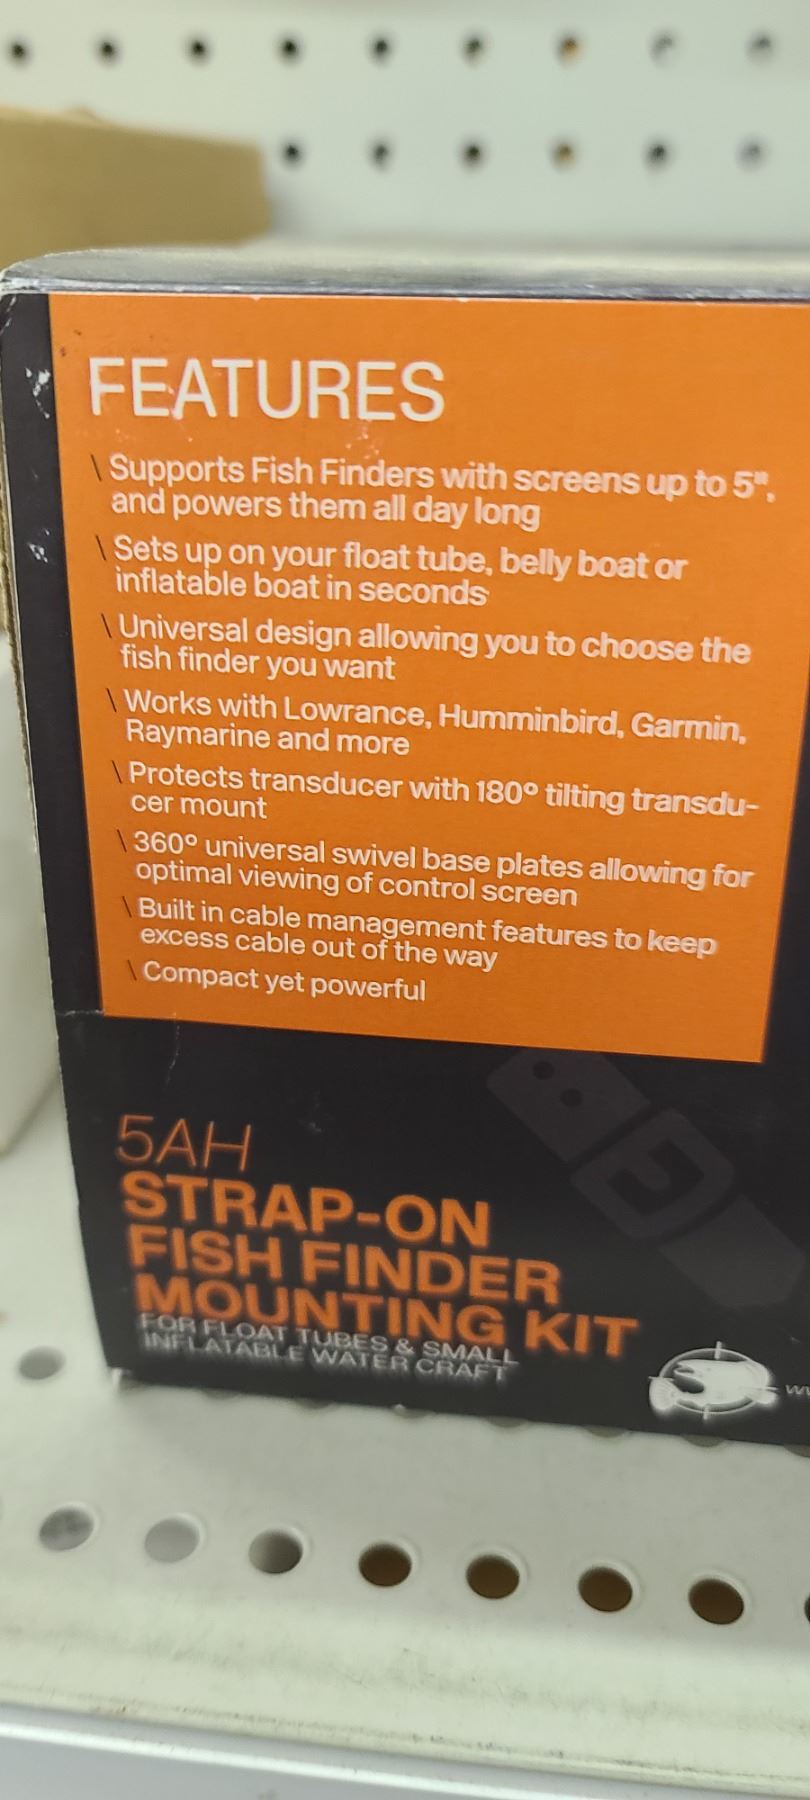 FEATURES
\ Supports Fish Finders with screens up to 5",
and powers them all day long
\ Sets up on your float tube, belly boat or
inflatable boat in seconds
\ Universal design allowing you to choose the
fish finder you want
\ Works with Lowrance, Humminbird, Garmin,
Raymarine and more
\ Protects transducer with 180° tilting transdu-
cer mount
\ 360° universal swivel base plates allowing for
optimal viewing of control screen
\ Built in cable management features to keep
excess cable out of the way
\ Compact yet powerful
5AH
STRAP-ON
FISH FINDER
MOUNTING KIT
FOR FLOAT TUBES & SMALL
INFLATABLE WATER CRAFT